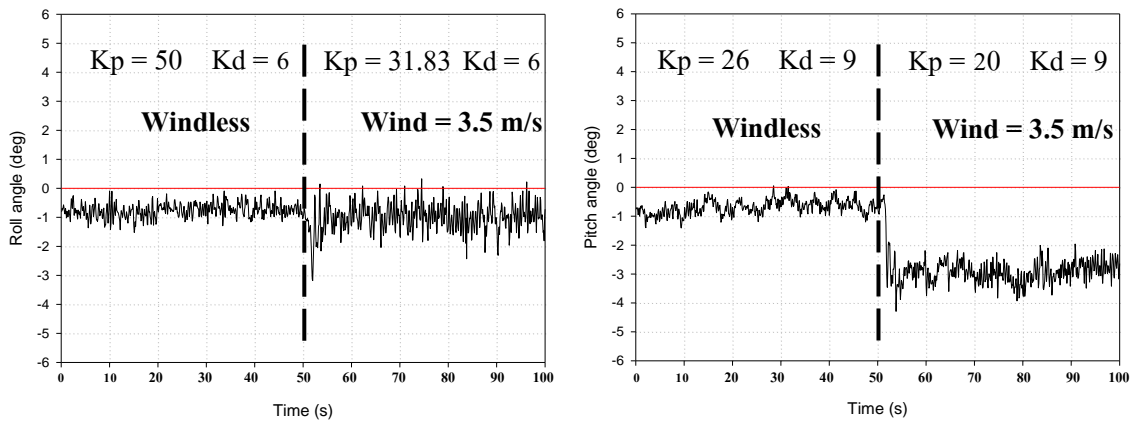 6
5
4
3
2
1
0
-1
-2
-3
-4
-5
-6
Roll angle (deg)
Kp = 50 Kd = 6 Kp = 31.83 Kd = 6
Windless Wind = 3.5 m/s
0 10 20 30 40 50 60 70 80 90 100
Time (s)
6
5
4
3
2
1
0
-1
-2
-3
-4
-5
-6
Pitch angle (deg)
Kp = 26 Kd = 9 Kp = 20 Kd = 9
Windless Wind = 3.5 m/s
0 10 20 30 40 50 60 70 80 90 100
Time (s)